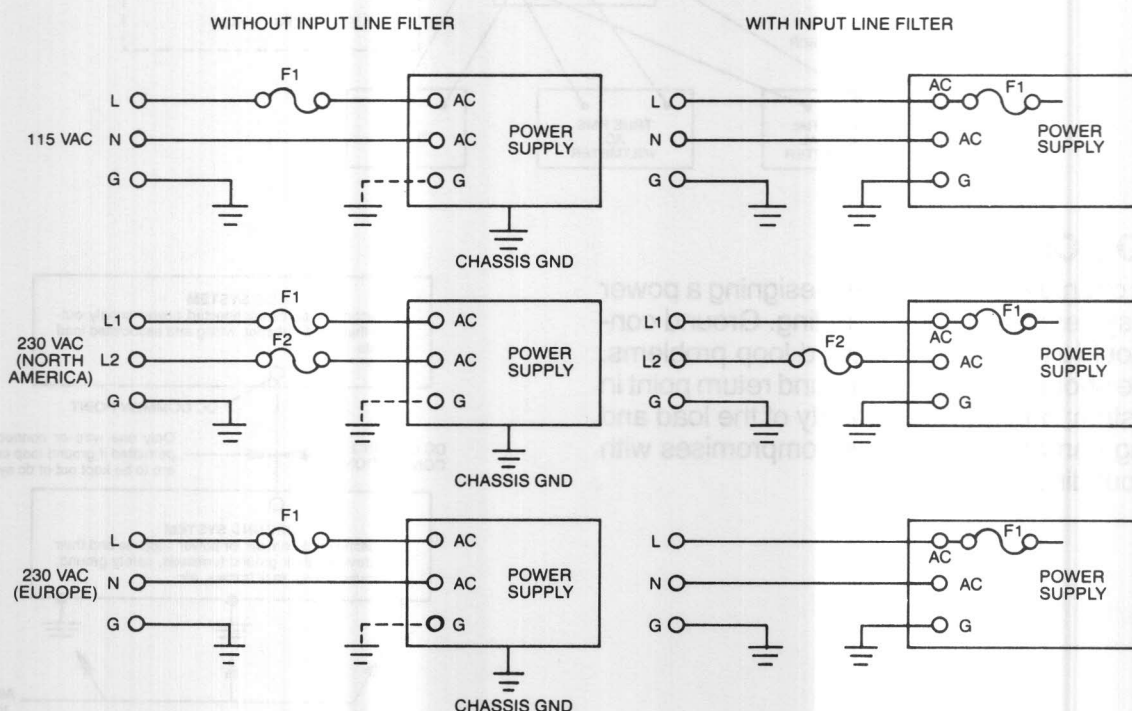 WITHOUT INPUT LINE FILTER
WITH INPUT LINE FILTER
F1
L
AC
115 VAC
N
AC
POWER
SUPPLY
G
G
CHASSIS GND
AC
F1
L
N
AC
POWER
SUPPLY
G
G
F1
L1
AC
230 VAC
(NORTH
AMERICA)
F2
L2
AC
POWER
SUPPLY
G
G
CHASSIS GND
F1
L1
AC
F2
L2
AC
POWER
SUPPLY
G
G
F1
L
AC
230 VAC
(EUROPE)
N
AC
POWER
SUPPLY
G
G
CHASSIS GND
F1
L
AC
N
AC
POWER
SUPPLY
G
G